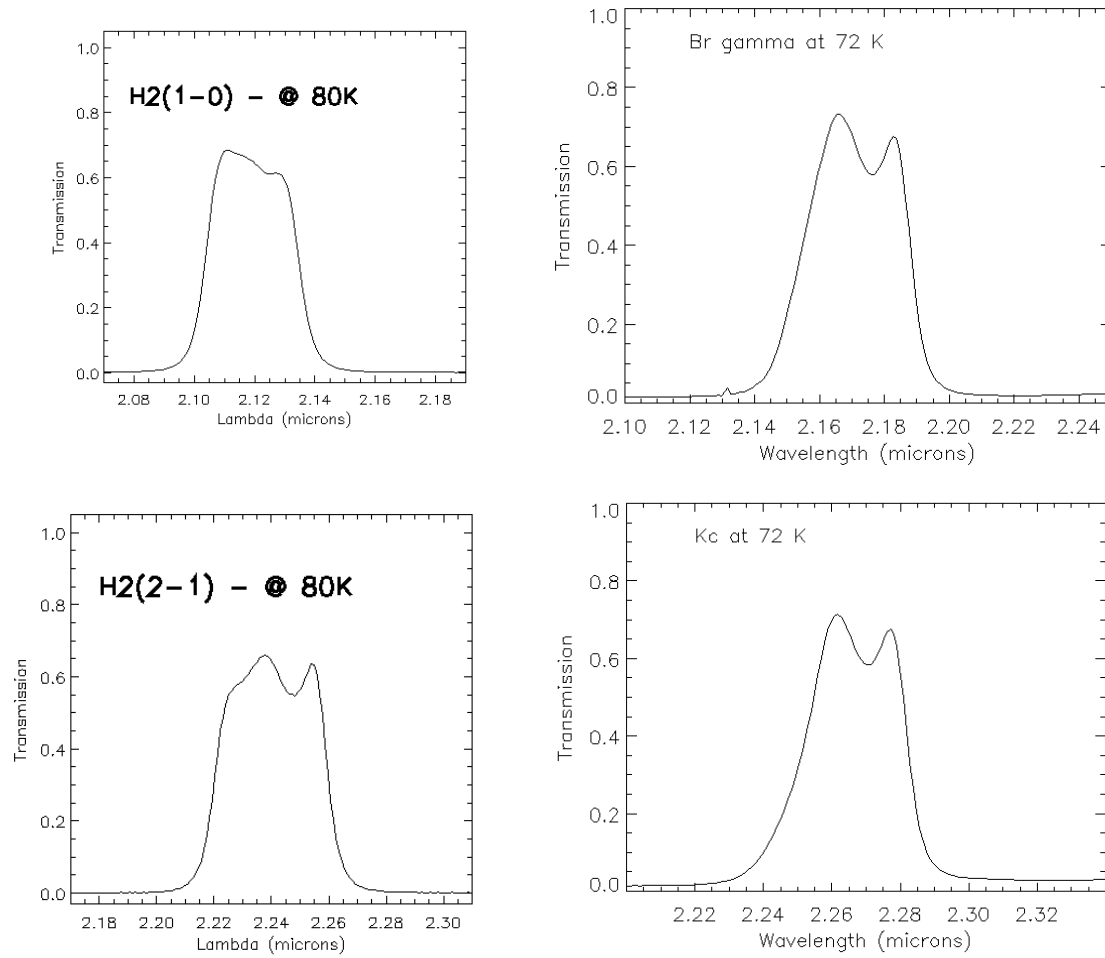 H2(1-0) - @ 80K
Transmission
1.0
0.8
0.6
0.4
0.2
0.0
2.08 2.10 2.12 2.14 2.16 2.18
Lambda (microns)
Br gamma at 72 K
Transmission
1.0
0.8
0.6
0.4
0.2
0.0
2.10 2.12 2.14 2.16 2.18 2.20 2.22 2.24
Wavelength (microns)
H2(2-1) - @ 80K
Transmission
1.0
0.8
0.6
0.4
0.2
0.0
2.18 2.20 2.22 2.24 2.26 2.28 2.30
Lambda (microns)
Kc at 72 K
Transmission
1.0
0.8
0.6
0.4
0.2
0.0
2.22 2.24 2.26 2.28 2.30 2.32
Wavelength (microns)